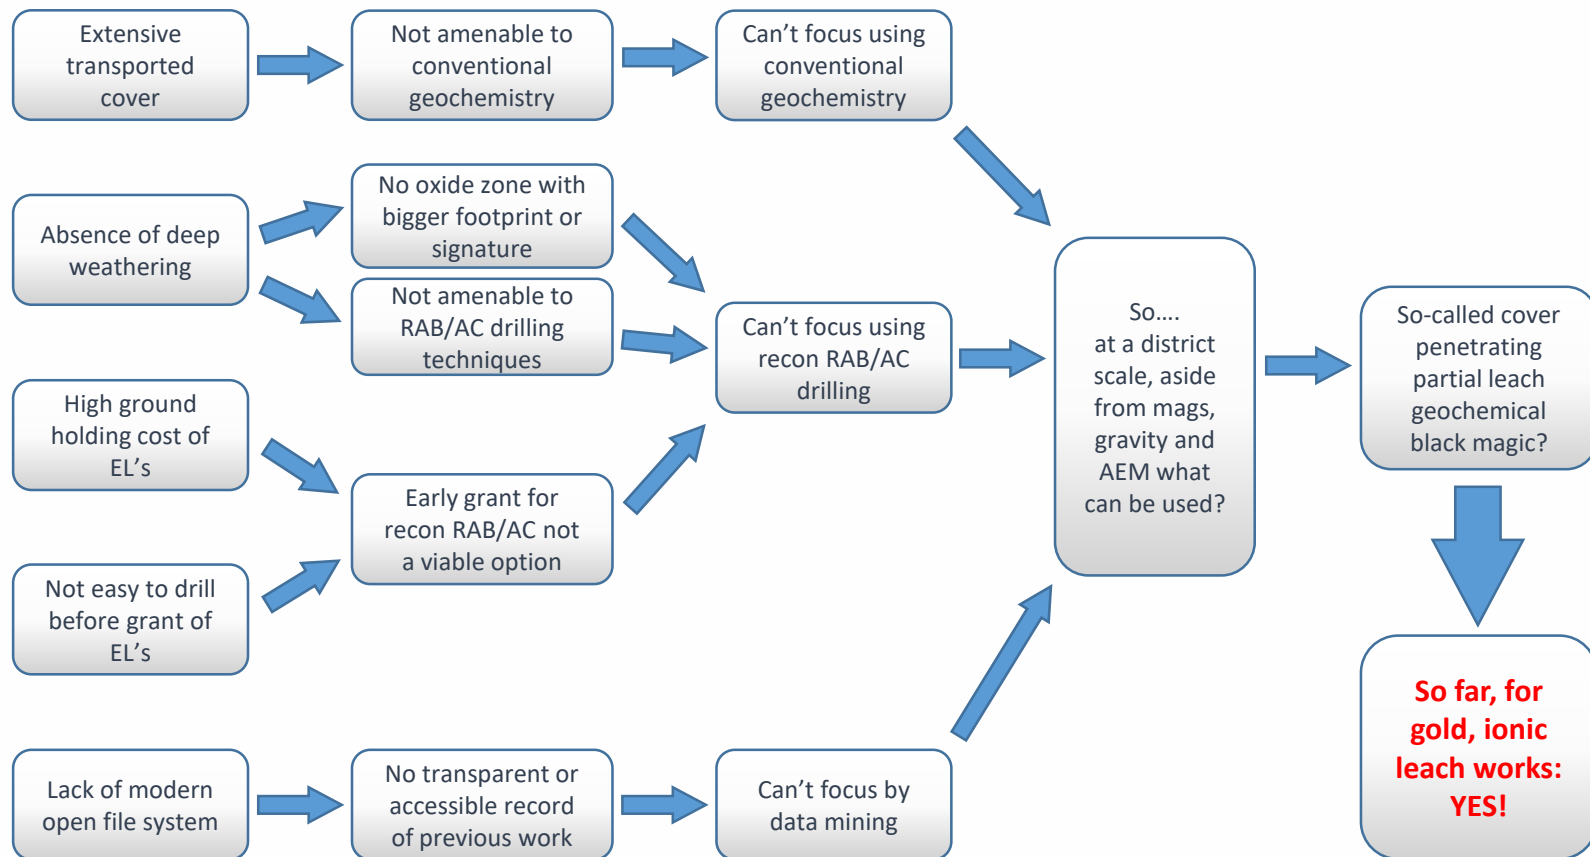 Extensive
transported
cover
Not amenable to
conventional
geochemistry
Can’t focus using
conventional
geochemistry
Absence of deep
weathering
No oxide zone with
bigger footprint or
signature
Not amenable to
RAB/AC drilling
techniques
Can’t focus using
recon RAB/AC
drilling
High ground
holding cost of
EL’s
Not easy to drill
before grant of
EL’s
Early grant for
recon RAB/AC not
a viable option
Lack of modern
open file system
No transparent or
accessible record
of previous work
Can’t focus by
data mining
So....
at a district
scale, aside
from mags,
gravity and
AEM what
can be used?
So-called cover
penetrating
partial leach
geochemical
black magic?
So far, for
gold, ionic
leach works:
YES!